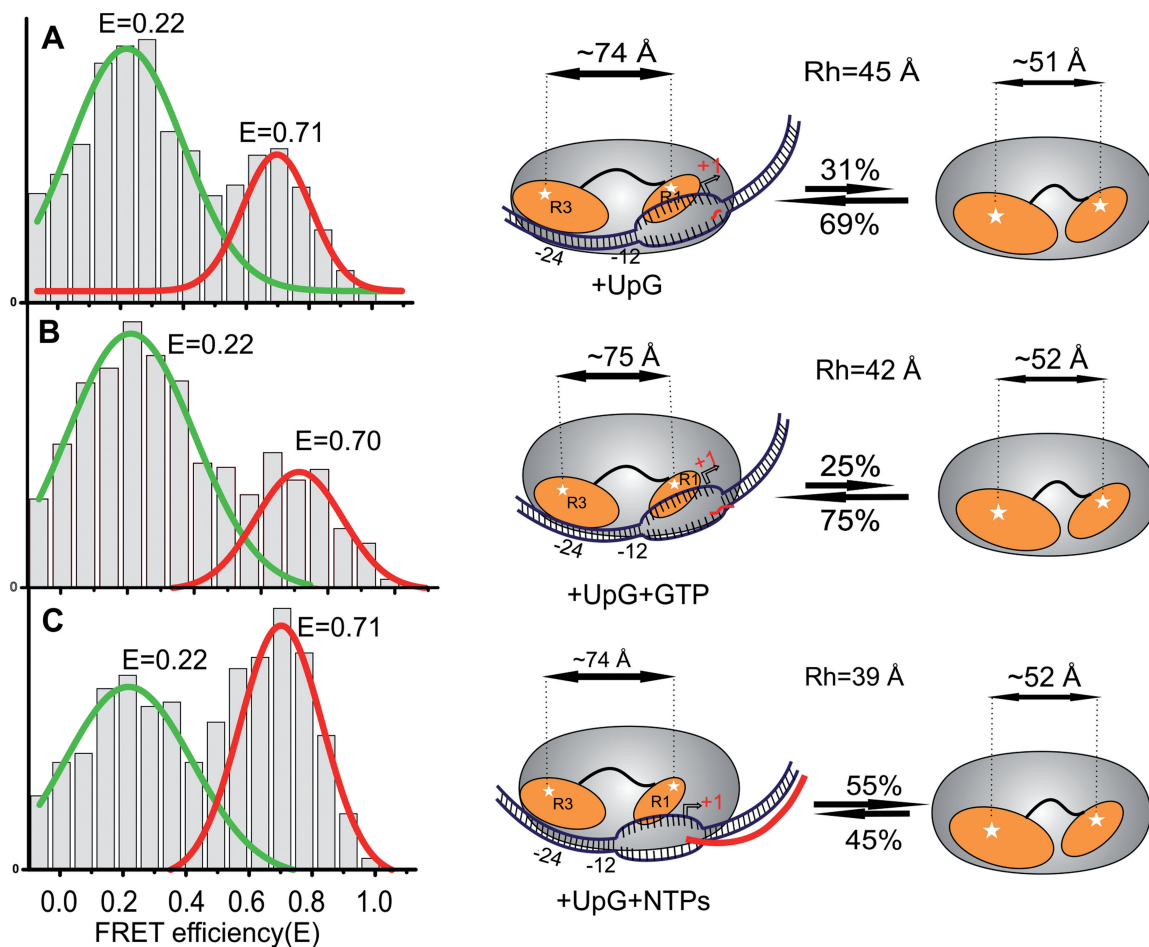 A
E=0.22
E=0.71
0
~74 Å
Rh=45 Å
~51 Å
R3
R1
+1
-24
-12
+UpG
31%
69%
B
E=0.22
E=0.70
0
~75 Å
Rh=42 Å
~52 Å
R3
R1
+1
-24
-12
+UpG+GTP
25%
75%
C
E=0.22
E=0.71
0
0.0 0.2 0.4 0.6 0.8 1.0
FRET efficiency(E)
~74 Å
Rh=39 Å
~52 Å
R3
R1
+1
-24
-12
+UpG+NTPs
55%
45%